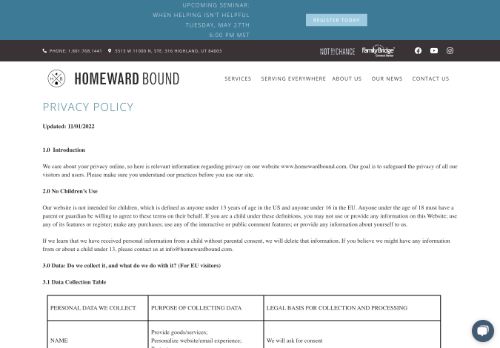 UPCOMING SEMINAR:
WHEN HELPING ISN'T HELPFUL
TUESDAY, MAY 27TH
6:00 PM MST
REGISTER TODAY
PHONE: 1.801.768.1441
5513 W 11000 N, STE. 316 HIGHLAND, UT 84003
NOT BY CHANCE
FamilyBridge
HOMEWARD BOUND
SERVICES
SERVING EVERYWHERE
ABOUT US
OUR NEWS
CONTACT US
PRIVACY POLICY
Updated: 11/01/2022
1.0 Introduction
We care about your privacy online, so here is relevant information regarding privacy on our website www.homewardbound.com. Our goal is to safeguard the privacy of all our
visitors and users. Please make sure you understand our practices before you use our site.
2.0 No Children's Use
Our website is not intended for children, which is defined as anyone under 13 years of age in the US and anyone under 16 in the EU. Anyone under the age of 18 must have a
parent or guardian be willing to agree to these terms on their behalf. If you are a child under these definitions, you may not use or provide any information on this Website; use
any of its features or register; make any purchases; use any of the interactive or public comment features; or provide any information about yourself to us.
If we learn that we have received personal information from a child without parental consent, we will delete that information. If you believe we might have any information
from or about a child under 13, please contact us at info@homewardbound.com.
3.0 Data: Do we collect it, and what do we do with it? (For EU visitors)
3.1 Data Collection Table
PERSONAL DATA WE COLLECT
PURPOSE OF COLLECTING DATA
LEGAL BASIS FOR COLLECTION AND PROCESSING
NAME
Provide goods/services;
Personalize website/email experience;
We will ask for consent